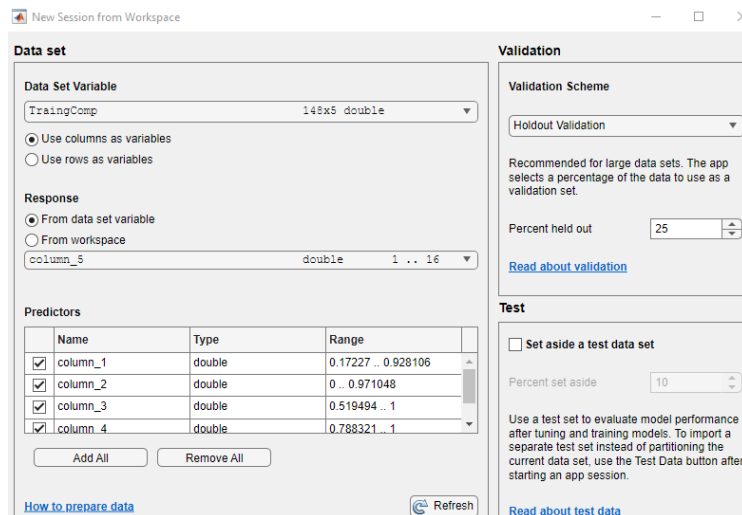 New Session from Workspace
Data set
Data Set Variable
TraingComp 148x5 double
Use columns as variables
Use rows as variables
Response
From data set variable
From workspace
column_5 double 1 .. 16
Predictors
Name Type Range
column_1 double 0.17227 .. 0.928106
column_2 double 0 .. 0.971048
column_3 double 0.519494 .. 1
column_4 double 0.788321 .. 1
Add All Remove All
How to prepare data Refresh
Validation
Validation Scheme
Holdout Validation
Recommended for large data sets. The app
selects a percentage of the data to use as a
validation set.
Percent held out 25
Read about validation
Test
Set aside a test data set
Percent set aside 10
Use a test set to evaluate model performance
after tuning and training models. To import a
separate test set instead of partitioning the
current data set, use the Test Data button after
starting an app session.
Read about test data